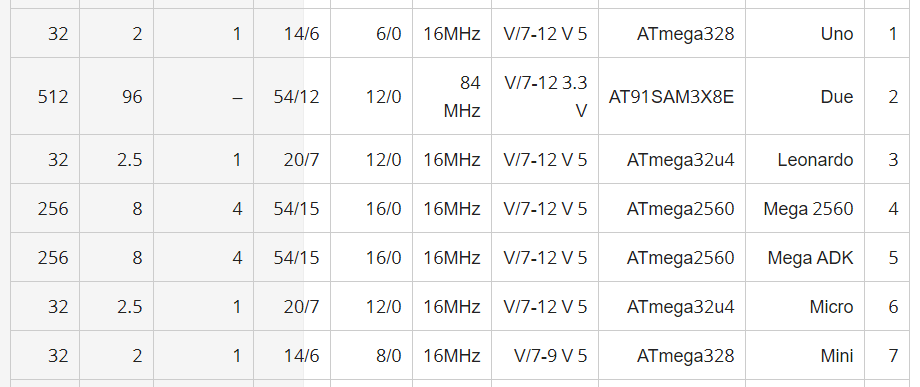 32 2 1 14/6 6/0 16MHz V/7-12 V 5 ATmega328 Uno 1
512 96 – 54/12 12/0 84 MHz V/7-12 3.3 V AT91SAM3X8E Due 2
32 2.5 1 20/7 12/0 16MHz V/7-12 V 5 ATmega32u4 Leonardo 3
256 8 4 54/15 16/0 16MHz V/7-12 V 5 ATmega2560 Mega 2560 4
256 8 4 54/15 16/0 16MHz V/7-12 V 5 ATmega2560 Mega ADK 5
32 2.5 1 20/7 12/0 16MHz V/7-12 V 5 ATmega32u4 Micro 6
32 2 1 14/6 8/0 16MHz V/7-9 V 5 ATmega328 Mini 7